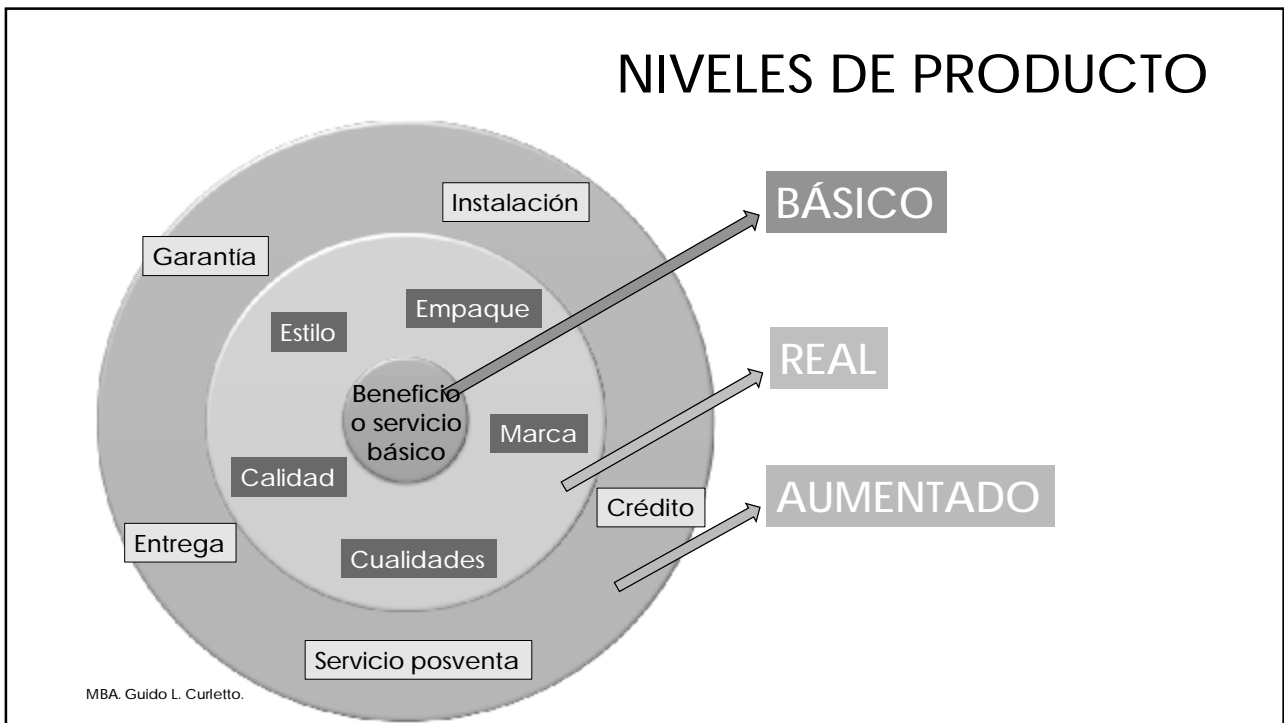 NIVELES DE PRODUCTO
Instalación
BÁSICO
Garantía
Empaque
Estilo
REAL
Beneficio
o servicio
básico
Marca
Calidad
AUMENTADO
Crédito
Entrega
Cualidades
Servicio posventa
MBA. Guido L. Curletto.